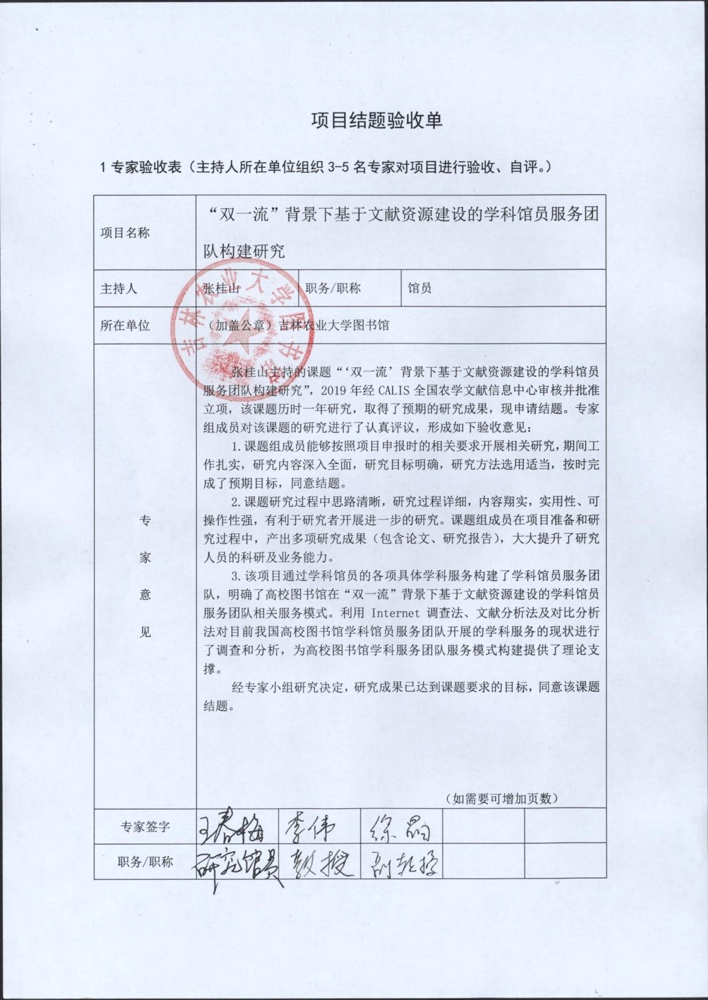 项目结题验收单
1 专家验收表（主持人所在单位组织 3-5 名专家对项目进行验收、自评。）
项目名称
“双一流”背景下基于文献资源建设的学科馆员服务团
队构建研究
主持人
张桂山
职务/职称
馆员
所在单位
（加盖公章）吉林农业大学图书馆
吉林农业大学图书馆
专
家
意
见
张桂山主持的课题“‘双一流’背景下基于文献资源建设的学科馆员
服务团队构建研究”，2019 年经 CALIS 全国农学文献信息中心审核并批准
立项，该课题历时一年研究，取得了预期的研究成果，现申请结题。专家
组成员对该课题的研究进行了认真评议，形成如下验收意见：
1.课题组成员能够按照项目申报时的相关要求开展相关研究，期间工
作扎实，研究内容深入全面，研究目标明确，研究方法选用适当，按时完
成了预期目标，同意结题。
2.课题研究过程中思路清晰，研究过程详细，内容翔实，实用性、可
操作性强，有利于研究者开展进一步的研究。课题组成员在项目准备和研
究过程中，产出多项研究成果（包含论文、研究报告），大大提升了研究
人员的科研及业务能力。
3.该项目通过学科馆员的各项具体学科服务构建了学科馆员服务团
队，明确了高校图书馆在“双一流”背景下基于文献资源建设的学科馆员
服务团队相关服务模式。利用 Internet 调查法、文献分析法及对比分析
法对目前我国高校图书馆学科馆员服务团队开展的学科服务的现状进行
了调查和分析，为高校图书馆学科服务团队服务模式构建提供了理论支
撑。
经专家小组研究决定，研究成果已达到课题要求的目标，同意该课题
结题。
（如需要可增加页数）
专家签字
王春梅
李伟
徐晶
职务/职称
研究馆员
教授
副教授